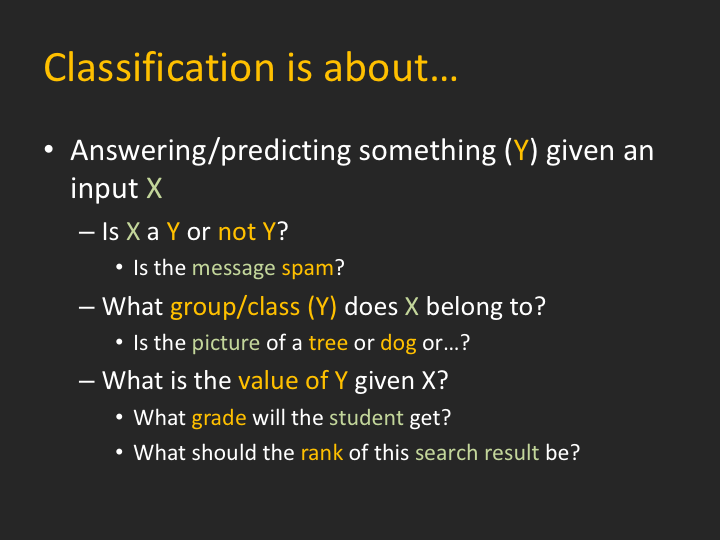 Classification is about…
• Answering/predicting something (Y) given an
input X
– Is X a Y or not Y?
• Is the message spam?
– What group/class (Y) does X belong to?
• Is the picture of a tree or dog or…?
– What is the value of Y given X?
• What grade will the student get?
• What should the rank of this search result be?